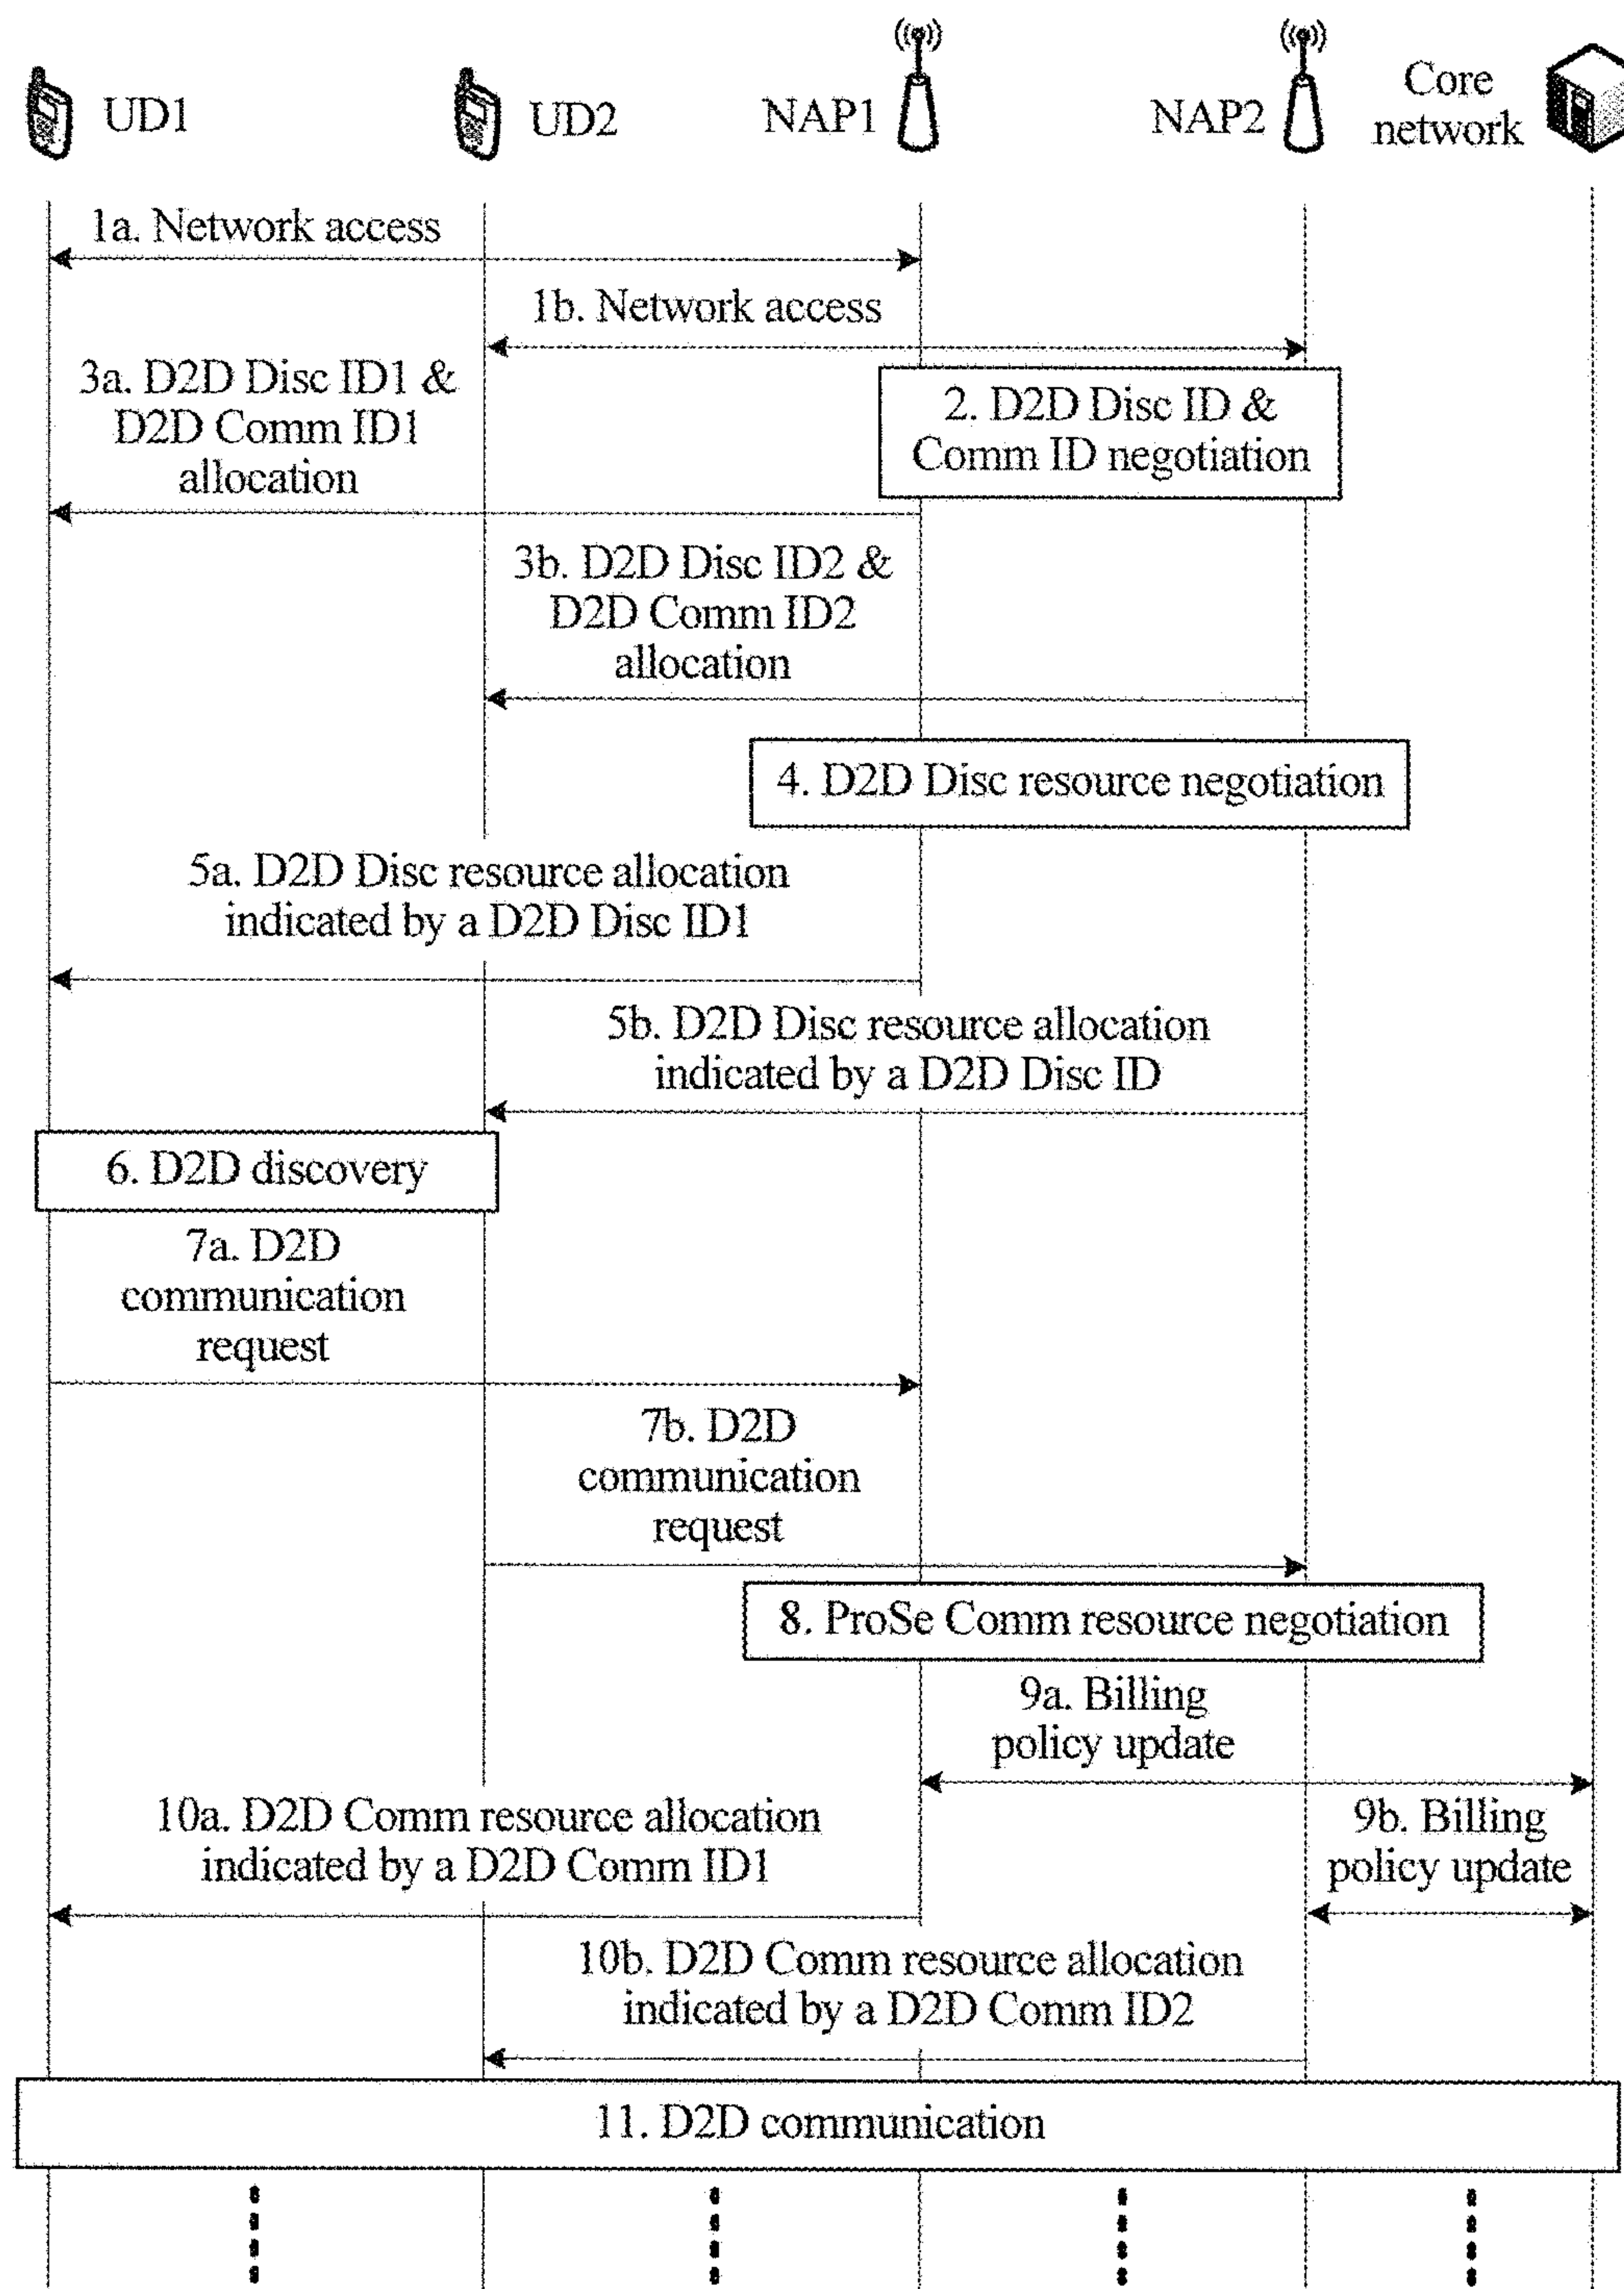 UD1
UD2
NAP1
NAP2
Core
network
1a. Network access
1b. Network access
3a. D2D Disc ID1 &
D2D Comm ID1
allocation
2. D2D Disc ID &
Comm ID negotiation
3b. D2D Disc ID2 &
D2D Comm ID2
allocation
4. D2D Disc resource negotiation
5a. D2D Disc resource allocation
indicated by a D2D Disc ID1
5b. D2D Disc resource allocation
indicated by a D2D Disc ID
6. D2D discovery
7a. D2D
communication
request
7b. D2D
communication
request
8. ProSe Comm resource negotiation
9a. Billing
policy update
10a. D2D Comm resource allocation
indicated by a D2D Comm ID1
9b. Billing
policy update
10b. D2D Comm resource allocation
indicated by a D2D Comm ID2
11. D2D communication